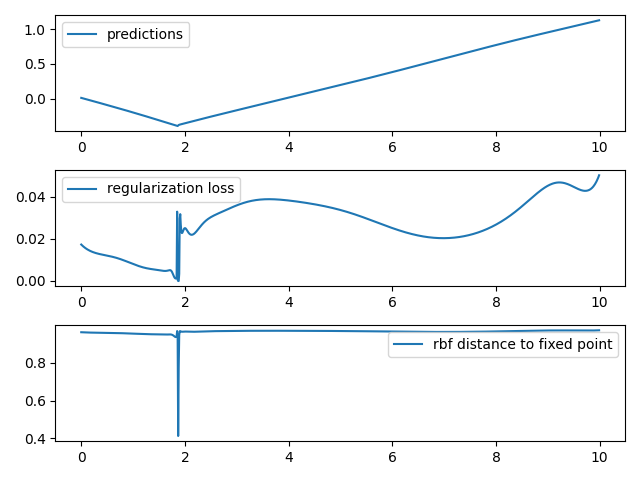 1.0
0.5
0.0
predictions
0 2 4 6 8 10
0.04
0.02
0.00
regularization loss
0 2 4 6 8 10
0.8
0.6
0.4
rbf distance to fixed point
0 2 4 6 8 10